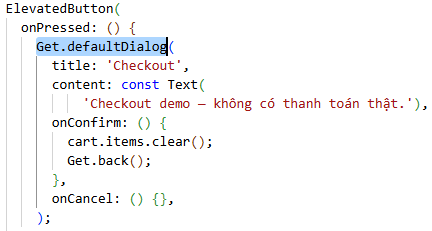 ElevatedButton(
onPressed: () {
Get.defaultDialog(
title: 'Checkout',
content: const Text(
'Checkout demo – không có thanh toán thật.'),
onConfirm: () {
cart.items.clear();
Get.back();
},
onCancel: () {},
);